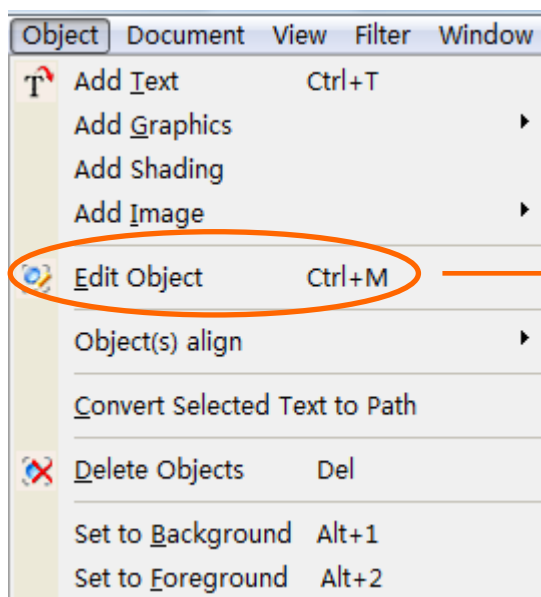 Object Document View Filter Window
Add Text Ctrl+T
Add Graphics
Add Shading
Add Image
Edit Object Ctrl+M
Object(s) align
Convert Selected Text to Path
Delete Objects Del
Set to Background Alt+1
Set to Foreground Alt+2